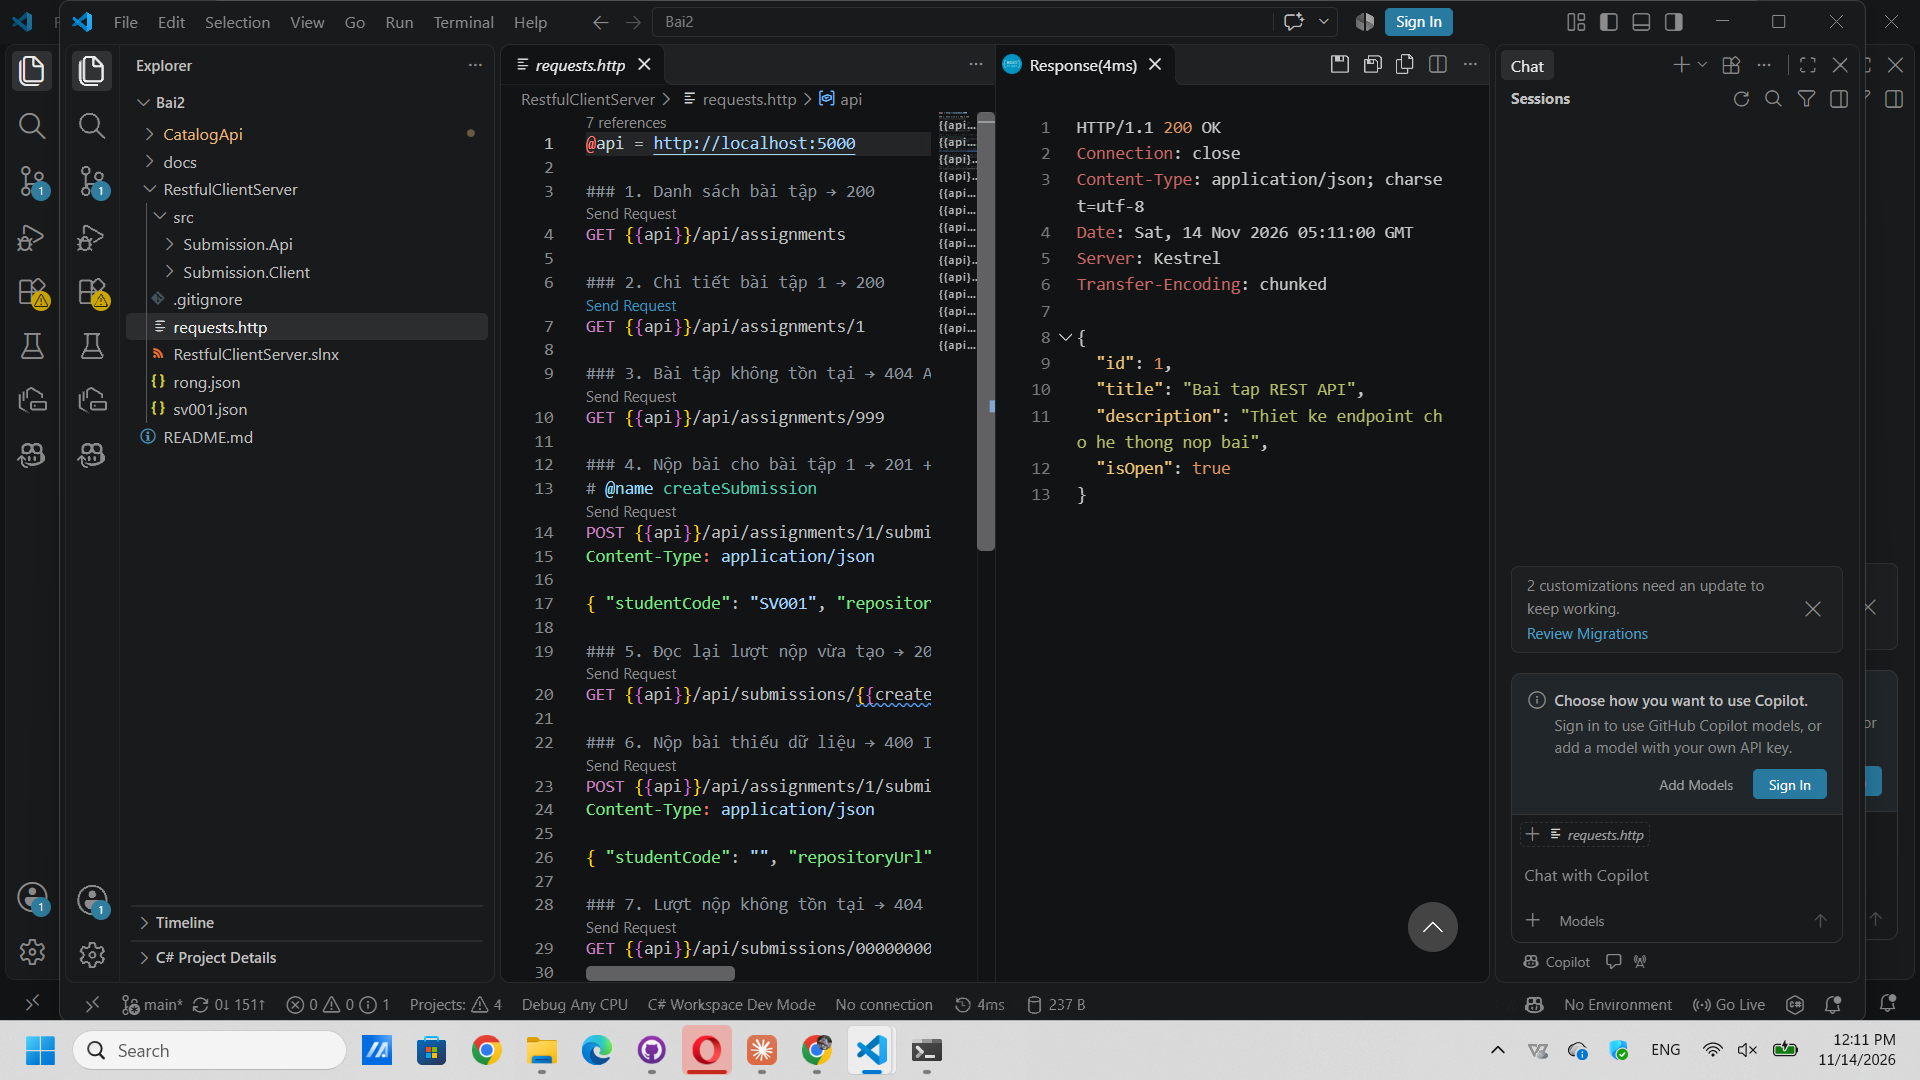 File Edit Selection View Go Run Terminal Help
Bai2
Sign In
Explorer
Bai2
CatalogApi
docs
RestfulClientServer
src
Submission.Api
Submission.Client
.gitignore
requests.http
RestfulClientServer.slnx
rong.json
sv001.json
README.md
Timeline
C# Project Details
requests.http
RestfulClientServer > requests.http > api
7 references
1 @api = http://localhost:5000
2
3 ### 1. Danh sách bài tập → 200
Send Request
4 GET {{api}}/api/assignments
5
6 ### 2. Chi tiết bài tập 1 → 200
Send Request
7 GET {{api}}/api/assignments/1
8
9 ### 3. Bài tập không tồn tại → 404 A
Send Request
10 GET {{api}}/api/assignments/999
11
12 ### 4. Nộp bài cho bài tập 1 → 201 +
13 # @name createSubmission
Send Request
14 POST {{api}}/api/assignments/1/submi
15 Content-Type: application/json
16
17 { "studentCode": "SV001", "repositor
18
19 ### 5. Đọc lại lượt nộp vừa tạo → 20
Send Request
20 GET {{api}}/api/submissions/{{create
21
22 ### 6. Nộp bài thiếu dữ liệu → 400 I
Send Request
23 POST {{api}}/api/assignments/1/submi
24 Content-Type: application/json
25
26 { "studentCode": "", "repositoryUrl"
27
28 ### 7. Lượt nộp không tồn tại → 404
Send Request
29 GET {{api}}/api/submissions/00000000
30
Response(4ms)
1 HTTP/1.1 200 OK
2 Connection: close
3 Content-Type: application/json; charse
t=utf-8
4 Date: Sat, 14 Nov 2026 05:11:00 GMT
5 Server: Kestrel
6 Transfer-Encoding: chunked
7
8 {
9 "id": 1,
10 "title": "Bai tap REST API",
11 "description": "Thiet ke endpoint ch
o he thong nop bai",
12 "isOpen": true
13 }
Chat
Sessions
2 customizations need an update to
keep working.
Review Migrations
Choose how you want to use Copilot.
Sign in to use GitHub Copilot models, or
add a model with your own API key.
Add Models Sign In
requests.http
Chat with Copilot
Models
Copilot
main* 0↓ 151↑ 0 0 1 Projects: 4 Debug Any CPU C# Workspace Dev Mode No connection 4ms 237 B
No Environment Go Live
Search
ENG
12:11 PM
11/14/2026